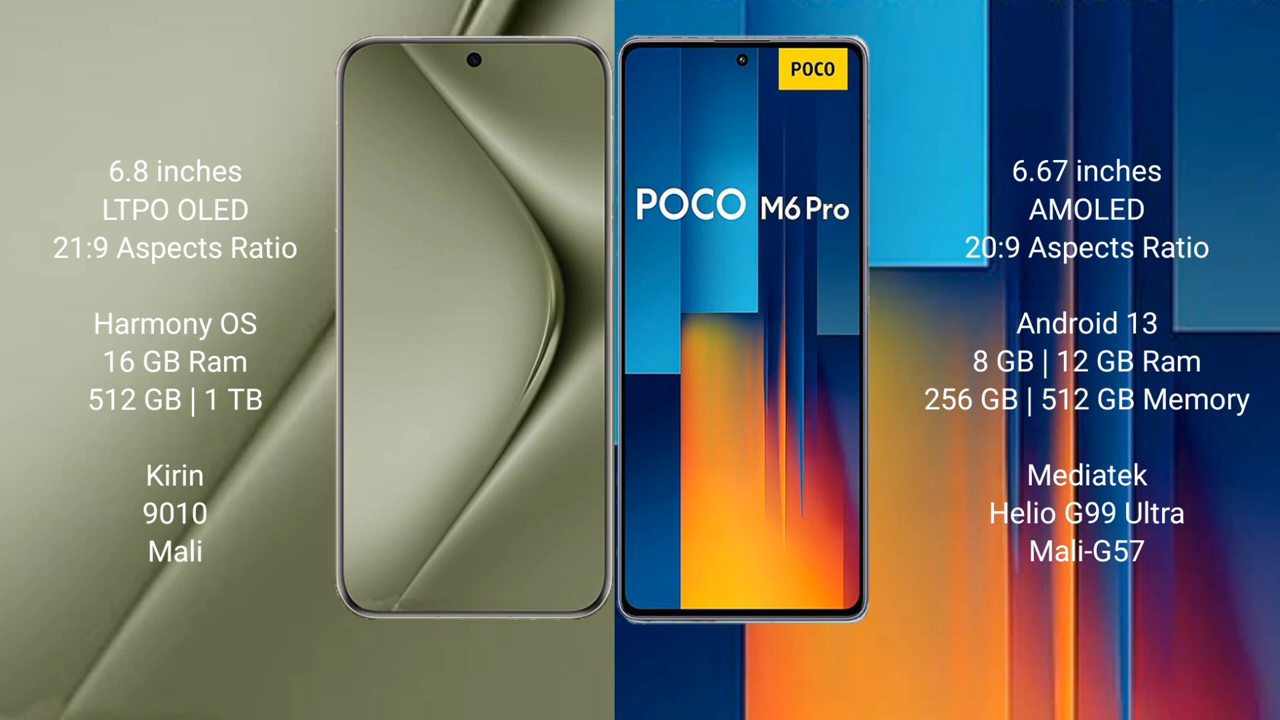 6.8 inches
LTPO OLED
21:9 Aspects Ratio
Harmony OS
16 GB Ram
512 GB | 1 TB
Kirin
9010
Mali
POCO
POCO M6 Pro
6.67 inches
AMOLED
20:9 Aspects Ratio
Android 13
8 GB | 12 GB Ram
256 GB | 512 GB Memory
Mediatek
Helio G99 Ultra
Mali-G57